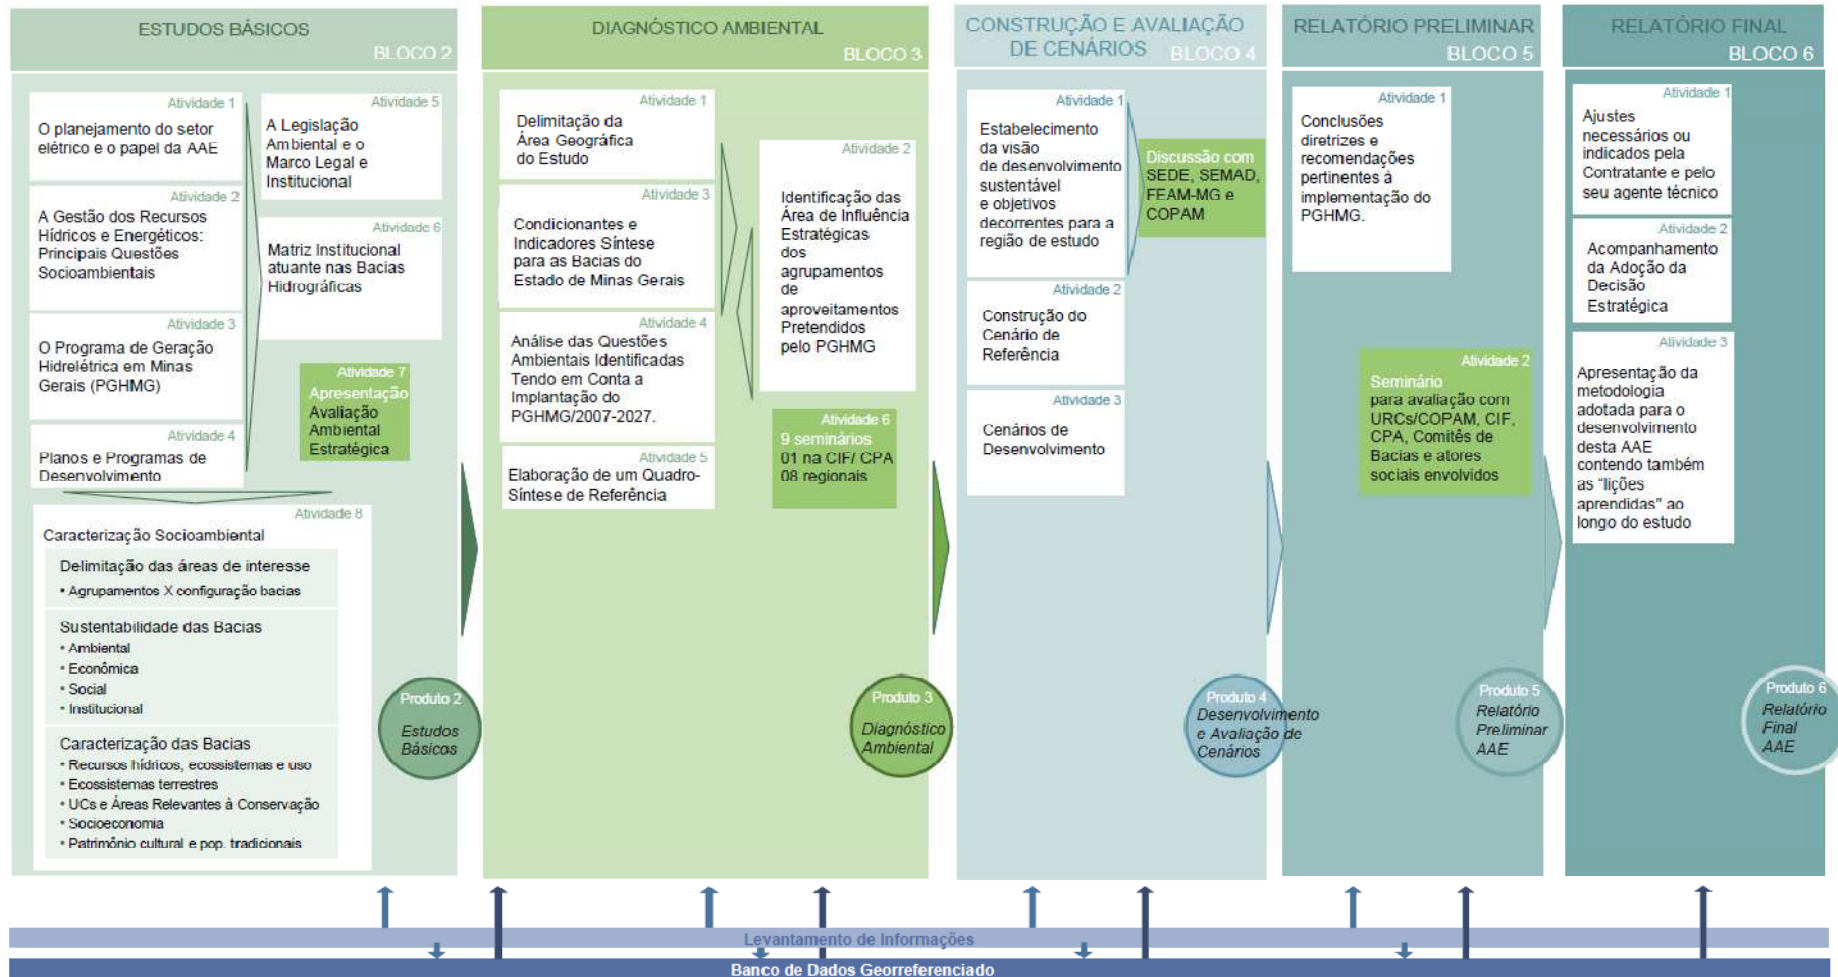 ESTUDOS BÁSICOS
BLOCO 2
Atividade 1
O planejamento do setor
elétrico e o papel da AAE
Atividade 2
A Gestão dos Recursos
Hídricos e Energéticos:
Principais Questões
Socioambientais
Atividade 3
O Programa de Geração
Hidrelétrica em Minas
Gerais (PGHMG)
Atividade 4
Planos e Programas de
Desenvolvimento
Atividade 5
A Legislação
Ambiental e o
Marco Legal e
Institucional
Atividade 6
Matriz Institucional
atuante nas Bacias
Hidrográficas
Atividade 7
Apresentação
Avaliação
Ambiental
Estratégica
Atividade 8
Caracterização Socioambiental
Delimitação das áreas de interesse
• Agrupamentos X configuração bacias
Sustentabilidade das Bacias
• Ambiental
• Econômica
• Social
• Institucional
Caracterização das Bacias
• Recursos hídricos, ecossistemas e uso
• Ecossistemas terrestres
• UCs e Áreas Relevantes à Conservação
• Socioeconomia
• Patrimônio cultural e pop. tradicionais
Produto 2
Estudos
Básicos
DIAGNÓSTICO AMBIENTAL
BLOCO 3
Atividade 1
Delimitação da
Área Geográfica
do Estudo
Atividade 3
Condicionantes e
Indicadores Síntese
para as Bacias do
Estado de Minas Gerais
Atividade 4
Análise das Questões
Ambientais Identificadas
Tendo em Conta a
Implantação do
PGHMG/2007-2027.
Atividade 5
Elaboração de um Quadro-
Síntese de Referência
Atividade 2
Identificação das
Área de Influência
Estratégicas
dos
agrupamentos
de
aproveitamentos
Pretendidos
pelo PGHMG
Atividade 6
9 seminários
01 na CIF/ CPA
08 regionais
Produto 3
Diagnóstico
Ambiental
CONSTRUÇÃO E AVALIAÇÃO
DE CENÁRIOS
BLOCO 4
Atividade 1
Estabelecimento
da visão
de desenvolvimento
sustentável
e objetivos
decorrentes para a
região de estudo
Discussão com
SEDE, SEMAD,
FEAM-MG e
COPAM
Atividade 2
Construção do
Cenário de
Referência
Atividade 3
Cenários de
Desenvolvimento
Produto 4
Desenvolvimento
e Avaliação de
Cenários
RELATÓRIO PRELIMINAR
BLOCO 5
Atividade 1
Conclusões
diretrizes e
recomendações
pertinentes à
implementação do
PGHMG.
Atividade 2
Seminário
para avaliação com
URCs/COPAM, CIF,
CPA, Comitês de
Bacias e atores
sociais envolvidos
Produto 5
Relatório
Preliminar
AAE
RELATÓRIO FINAL
BLOCO 6
Atividade 1
Ajustes
necessários ou
indicados pela
Contratante e pelo
seu agente técnico
Atividade 2
Acompanhamento
da Adoção da
Decisão
Estratégica
Atividade 3
Apresentação da
metodologia
adotada para o
desenvolvimento
desta AAE
contendo também
as “lições
aprendidas” ao
longo do estudo
Produto 6
Relatório
Final
AAE
Levantamento de Informações
Banco de Dados Georreferenciado